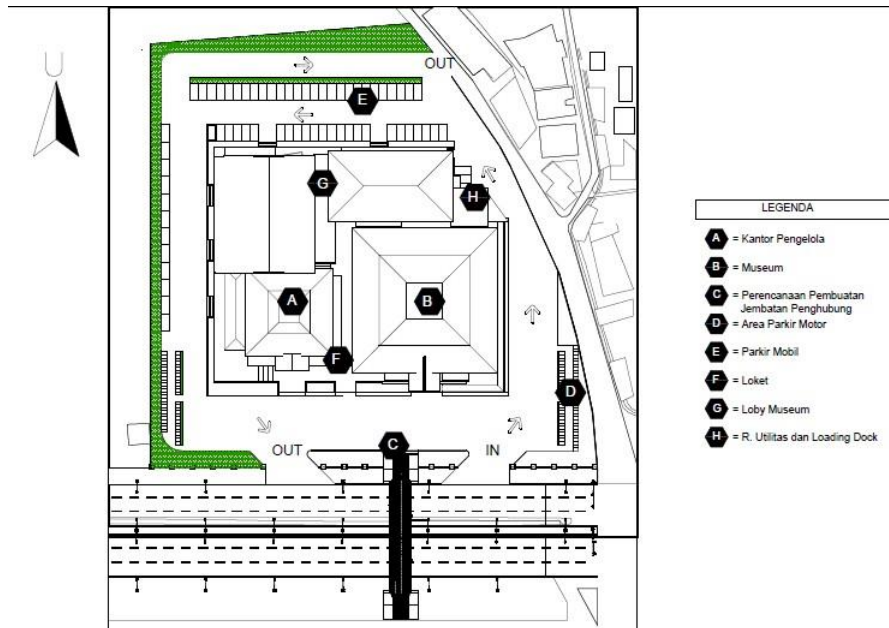 U
OUT
E
G
H
A
B
F
D
C
OUT
IN
LEGENDA
A = Kantor Pengelola
B = Museum
C = Perencanaan Pembuatan
Jembatan Penghubung
D = Area Parkir Motor
E = Parkir Mobil
F = Loket
G = Loby Museum
H = R. Utilitas dan Loading Dock